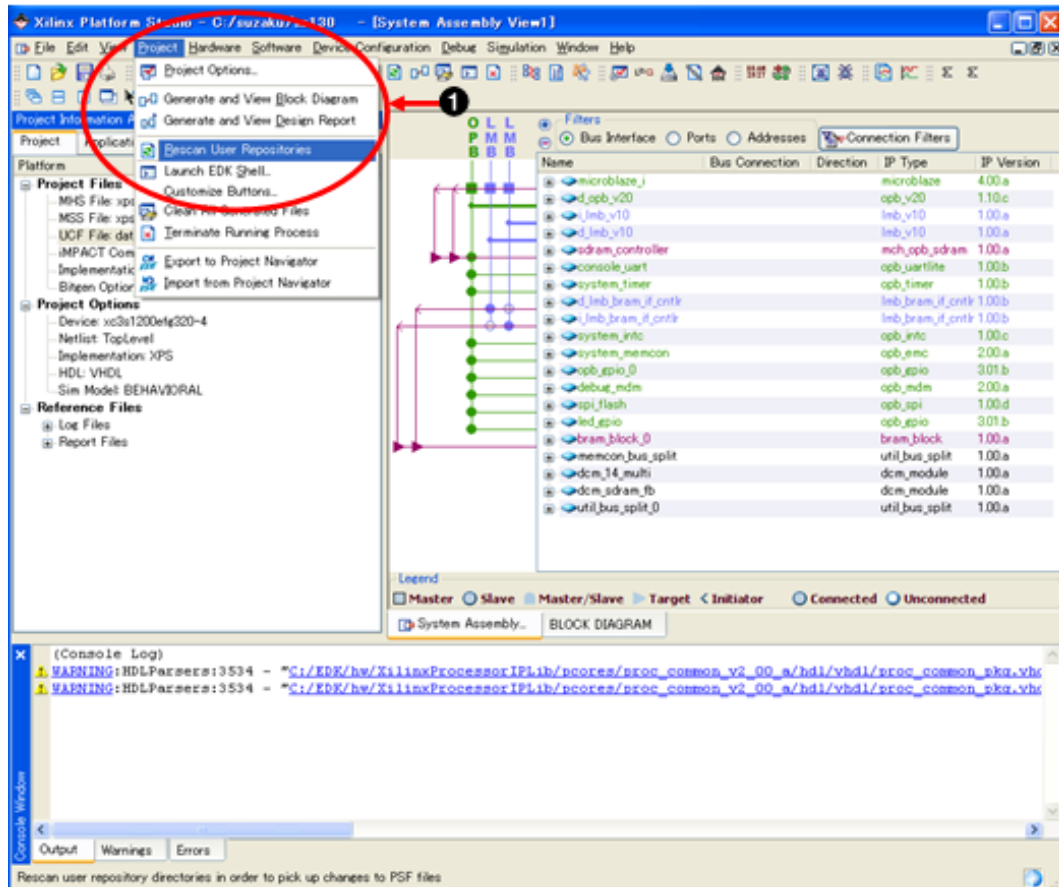 Xilinx Platform Studio - C:/suzaku/sz130 - [System Assembly View1]
File Edit View Project Hardware Software Device Configuration Debug Simulation Window Help
Project Options...
Generate and View Block Diagram
Generate and View Design Report
Rescan User Repositories
Launch EDK Shell...
Customize Buttons...
Clean All Generated Files
Terminate Running Process
Export to Project Navigator
Import from Project Navigator
1
Project Information A
Project Applicati
Platform
Project Files
MHS File: xps
MSS File: xps
UCF File: dat
iMPACT Com
Implementatic
Bitgen Option
Project Options
Device: xc3s1200efg320-4
Netlist: TopLevel
Implementation: XPS
HDL: VHDL
Sim Model: BEHAVIORAL
Reference Files
Log Files
Report Files
O L L
P M M
B B B
Filters
Bus Interface Ports Addresses Connection Filters
Name Bus Connection Direction IP Type IP Version
microblaze_i microblaze 4.00.a
d_opb_v20 opb_v20 1.10.c
i_lmb_v10 lmb_v10 1.00.a
d_lmb_v10 lmb_v10 1.00.a
sdram_controller mch_opb_sdram 1.00.a
console_uart opb_uartlite 1.00.b
system_timer opb_timer 1.00.b
d_lmb_bram_if_cntlr lmb_bram_if_cntlr 1.00.b
i_lmb_bram_if_cntlr lmb_bram_if_cntlr 1.00.b
system_intc opb_intc 1.00.c
system_memcon opb_emc 2.00.a
opb_gpio_0 opb_gpio 3.01.b
debug_mdm opb_mdm 2.00.a
spi_flash opb_spi 1.00.d
led_gpio opb_gpio 3.01.b
bram_block_0 bram_block 1.00.a
memcon_bus_split util_bus_split 1.00.a
dcm_14_multi dcm_module 1.00.a
dcm_sdram_fb dcm_module 1.00.a
util_bus_split_0 util_bus_split 1.00.a
Legend
Master Slave Master/Slave Target Initiator Connected Unconnected
System Assembly... BLOCK DIAGRAM
(Console Log)
WARNING:HDLParsers:3534 - "C:/EDK/hw/XilinxProcessorIPLib/pcores/proc_common_v2_00_a/hdl/vhdl/proc_common_pkg.vhd
WARNING:HDLParsers:3534 - "C:/EDK/hw/XilinxProcessorIPLib/pcores/proc_common_v2_00_a/hdl/vhdl/proc_common_pkg.vhd
Console Window
Output Warnings Errors
Rescan user repository directories in order to pick up changes to PSF files